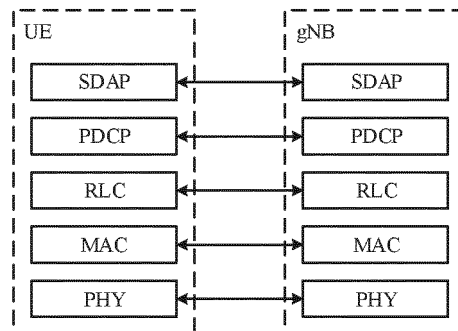 UE gNB
SDAP SDAP
PDCP PDCP
RLC RLC
MAC MAC
PHY PHY